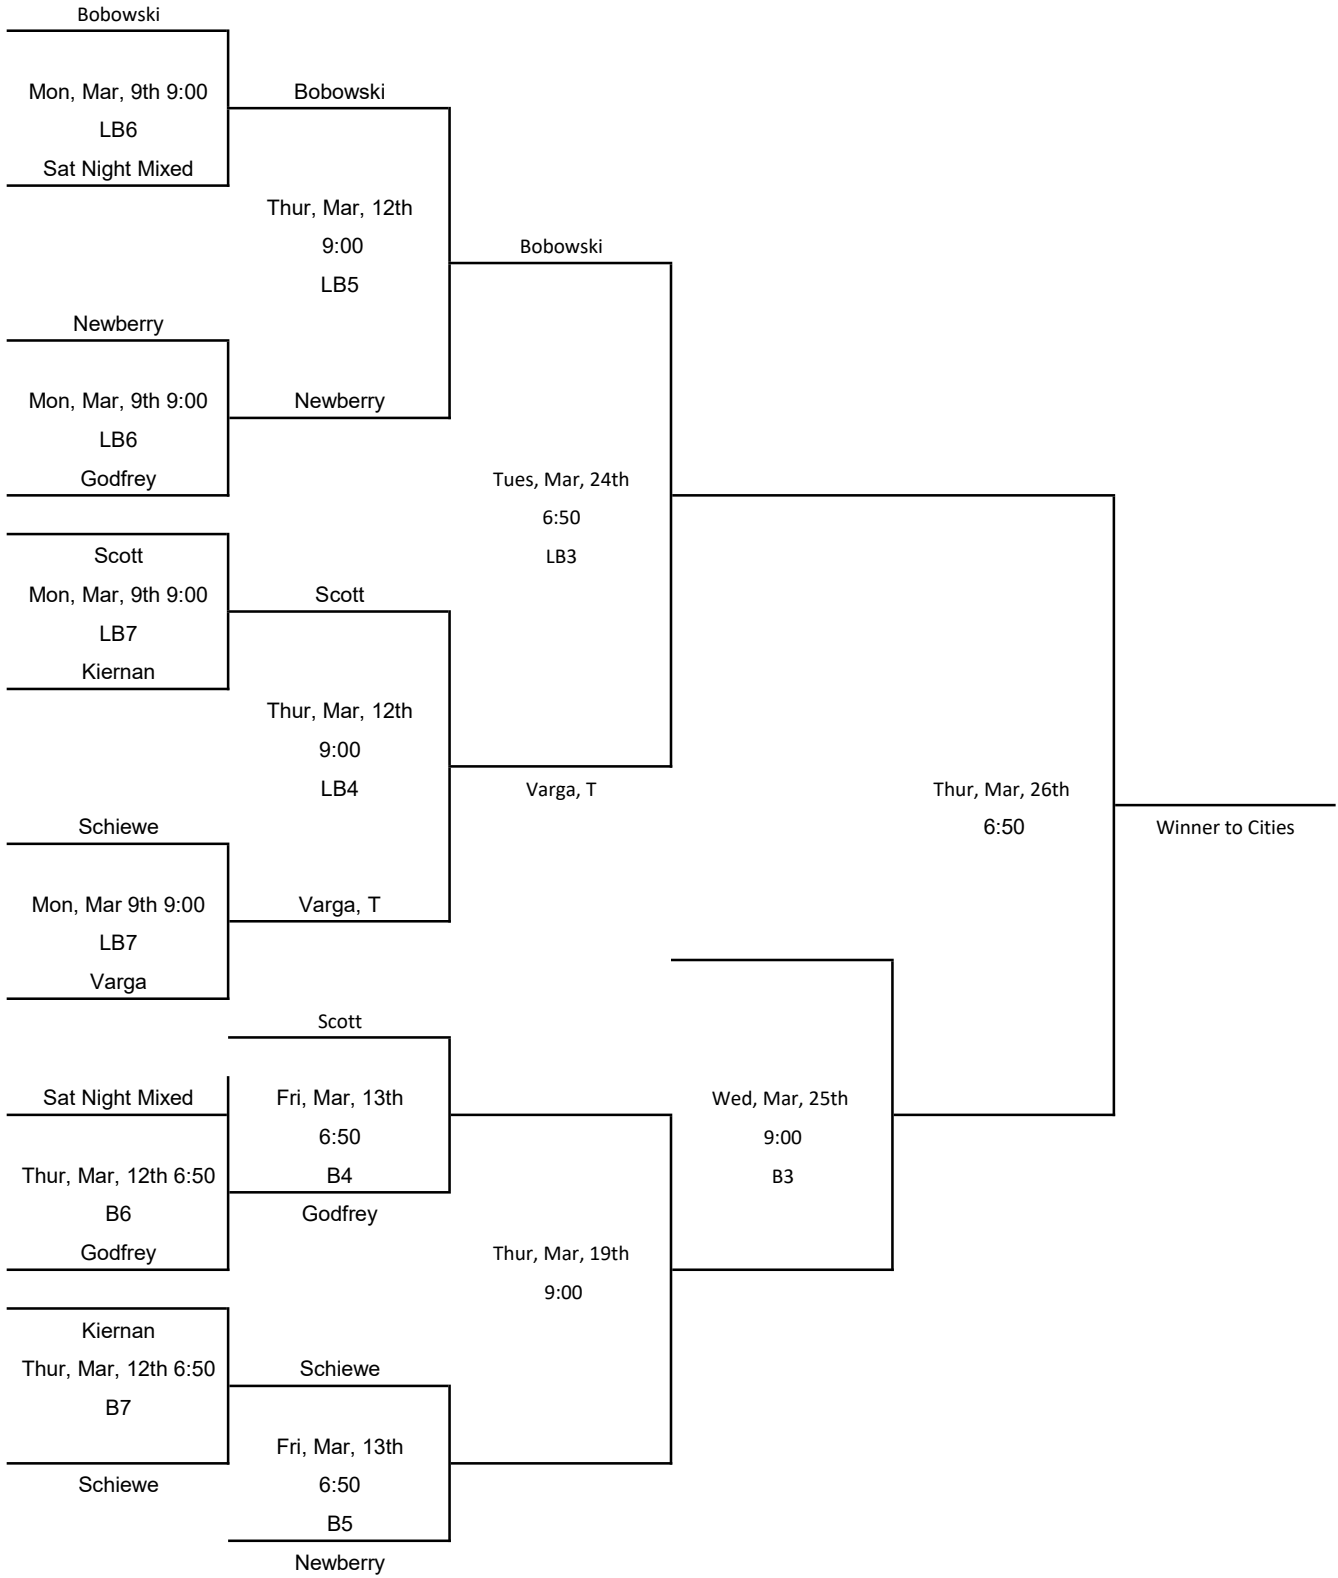 Bobowski
Mon, Mar, 9th 9:00
LB6
Sat Night Mixed
Bobowski
Thur, Mar, 12th
9:00
LB5
Newberry
Mon, Mar, 9th 9:00
LB6
Godfrey
Newberry
Bobowski
Tues, Mar, 24th
6:50
LB3
Scott
Mon, Mar, 9th 9:00
LB7
Kiernan
Scott
Thur, Mar, 12th
9:00
LB4
Varga, T
Schiewe
Mon, Mar 9th 9:00
LB7
Varga
Varga, T
Thur, Mar, 26th
6:50
Winner to Cities
Scott
Fri, Mar, 13th
6:50
B4
Godfrey
Sat Night Mixed
Thur, Mar, 12th 6:50
B6
Godfrey
Wed, Mar, 25th
9:00
B3
Thur, Mar, 19th
9:00
Kiernan
Thur, Mar, 12th 6:50
B7
Schiewe
Schiewe
Fri, Mar, 13th
6:50
B5
Newberry